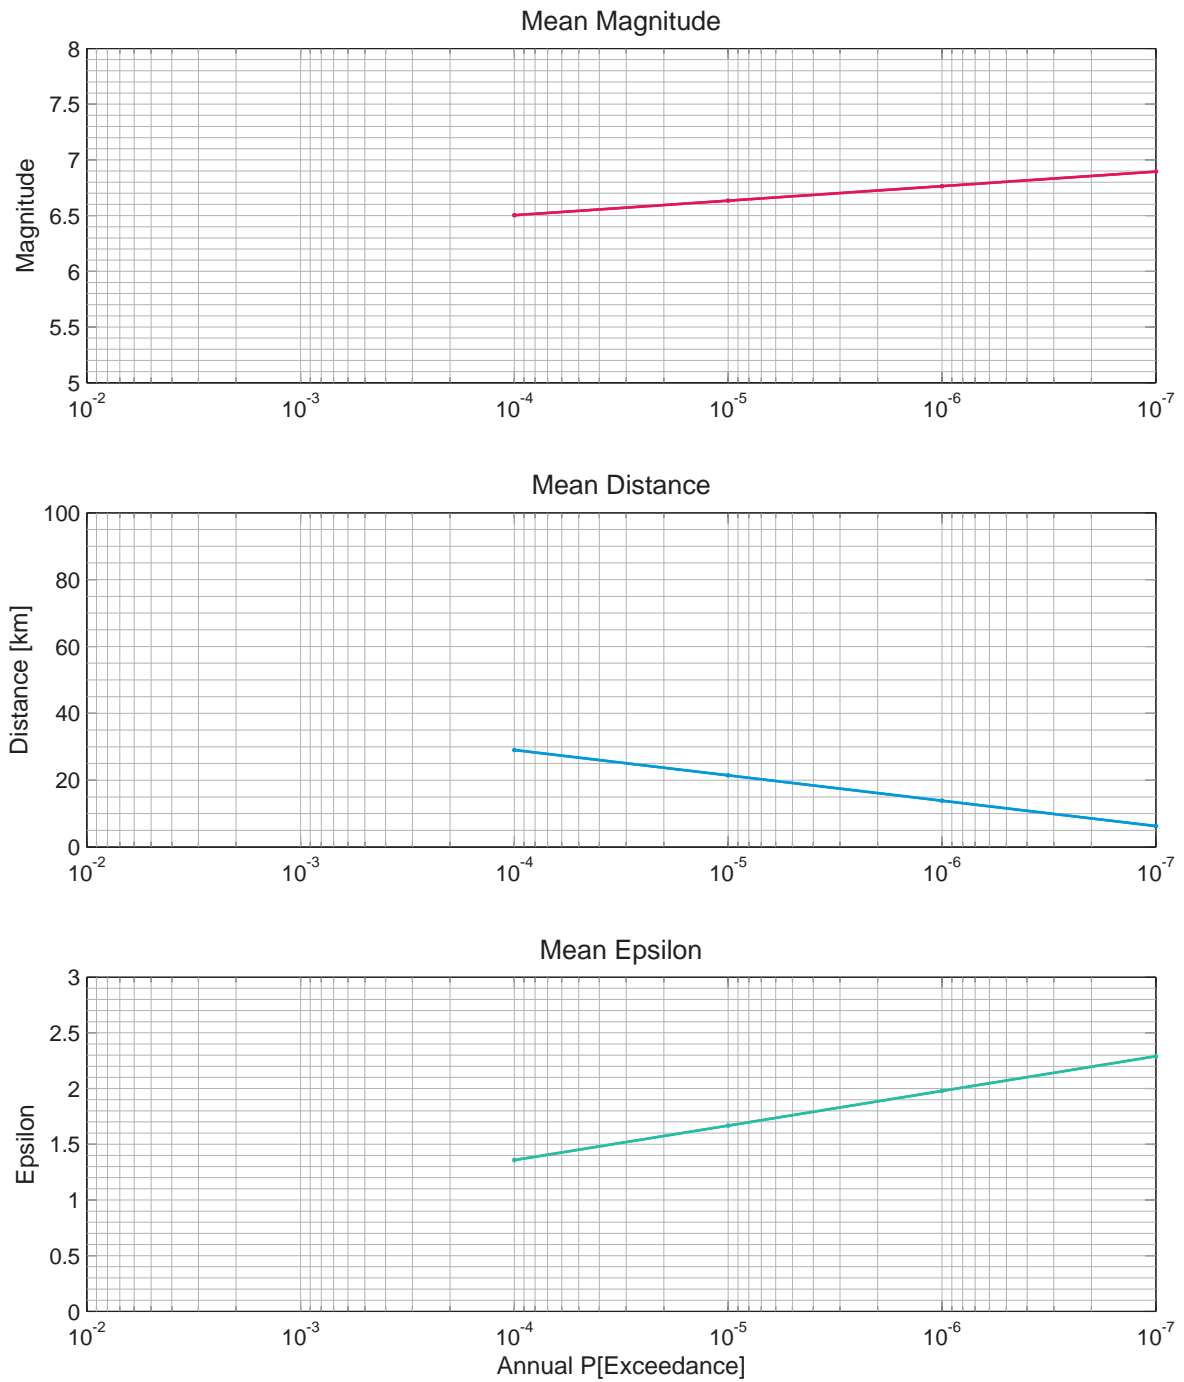 Mean Magnitude
Magnitude
8
7.5
7
6.5
6
5.5
5
10^-2 10^-3 10^-4 10^-5 10^-6 10^-7
Mean Distance
Distance [km]
100
80
60
40
20
0
10^-2 10^-3 10^-4 10^-5 10^-6 10^-7
Mean Epsilon
Epsilon
3
2.5
2
1.5
1
0.5
0
10^-2 10^-3 10^-4 10^-5 10^-6 10^-7
Annual P[Exceedance]